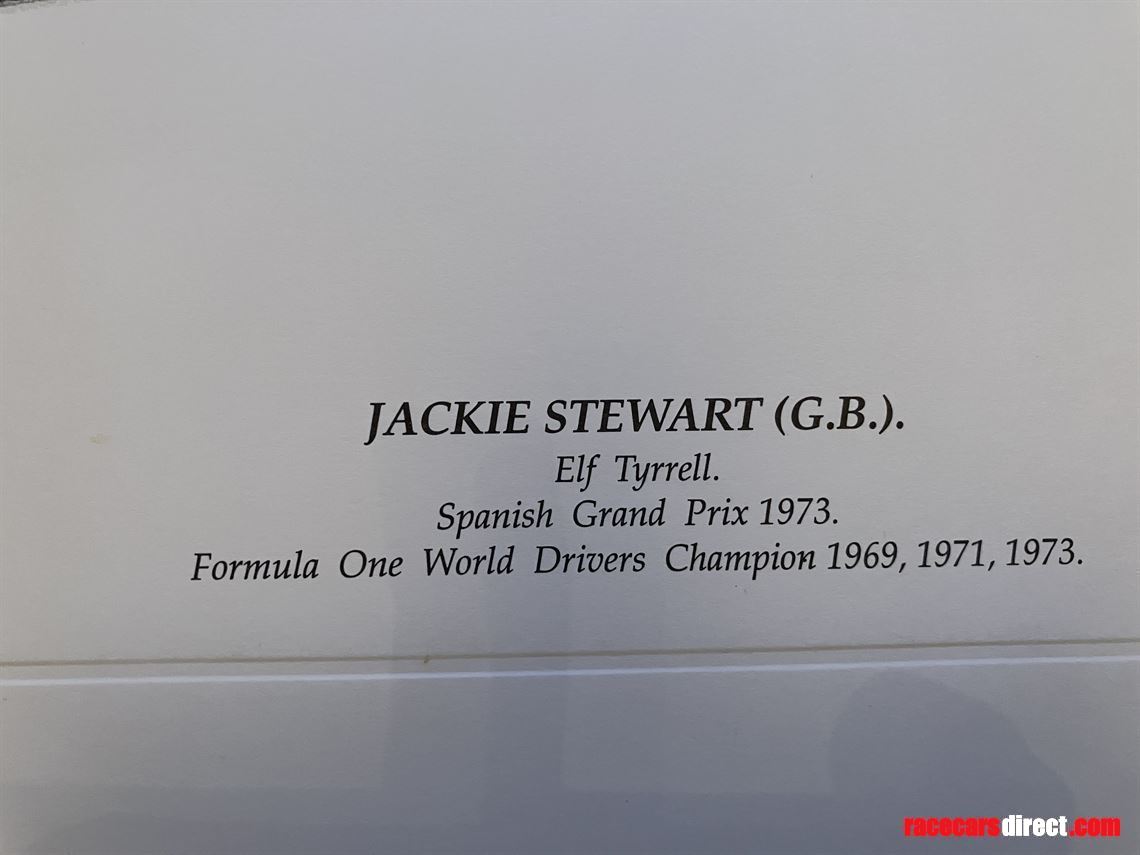 JACKIE STEWART (G.B.).
Elf Tyrrell.
Spanish Grand Prix 1973.
Formula One World Drivers Champion 1969, 1971, 1973.
racecarsdirect.com